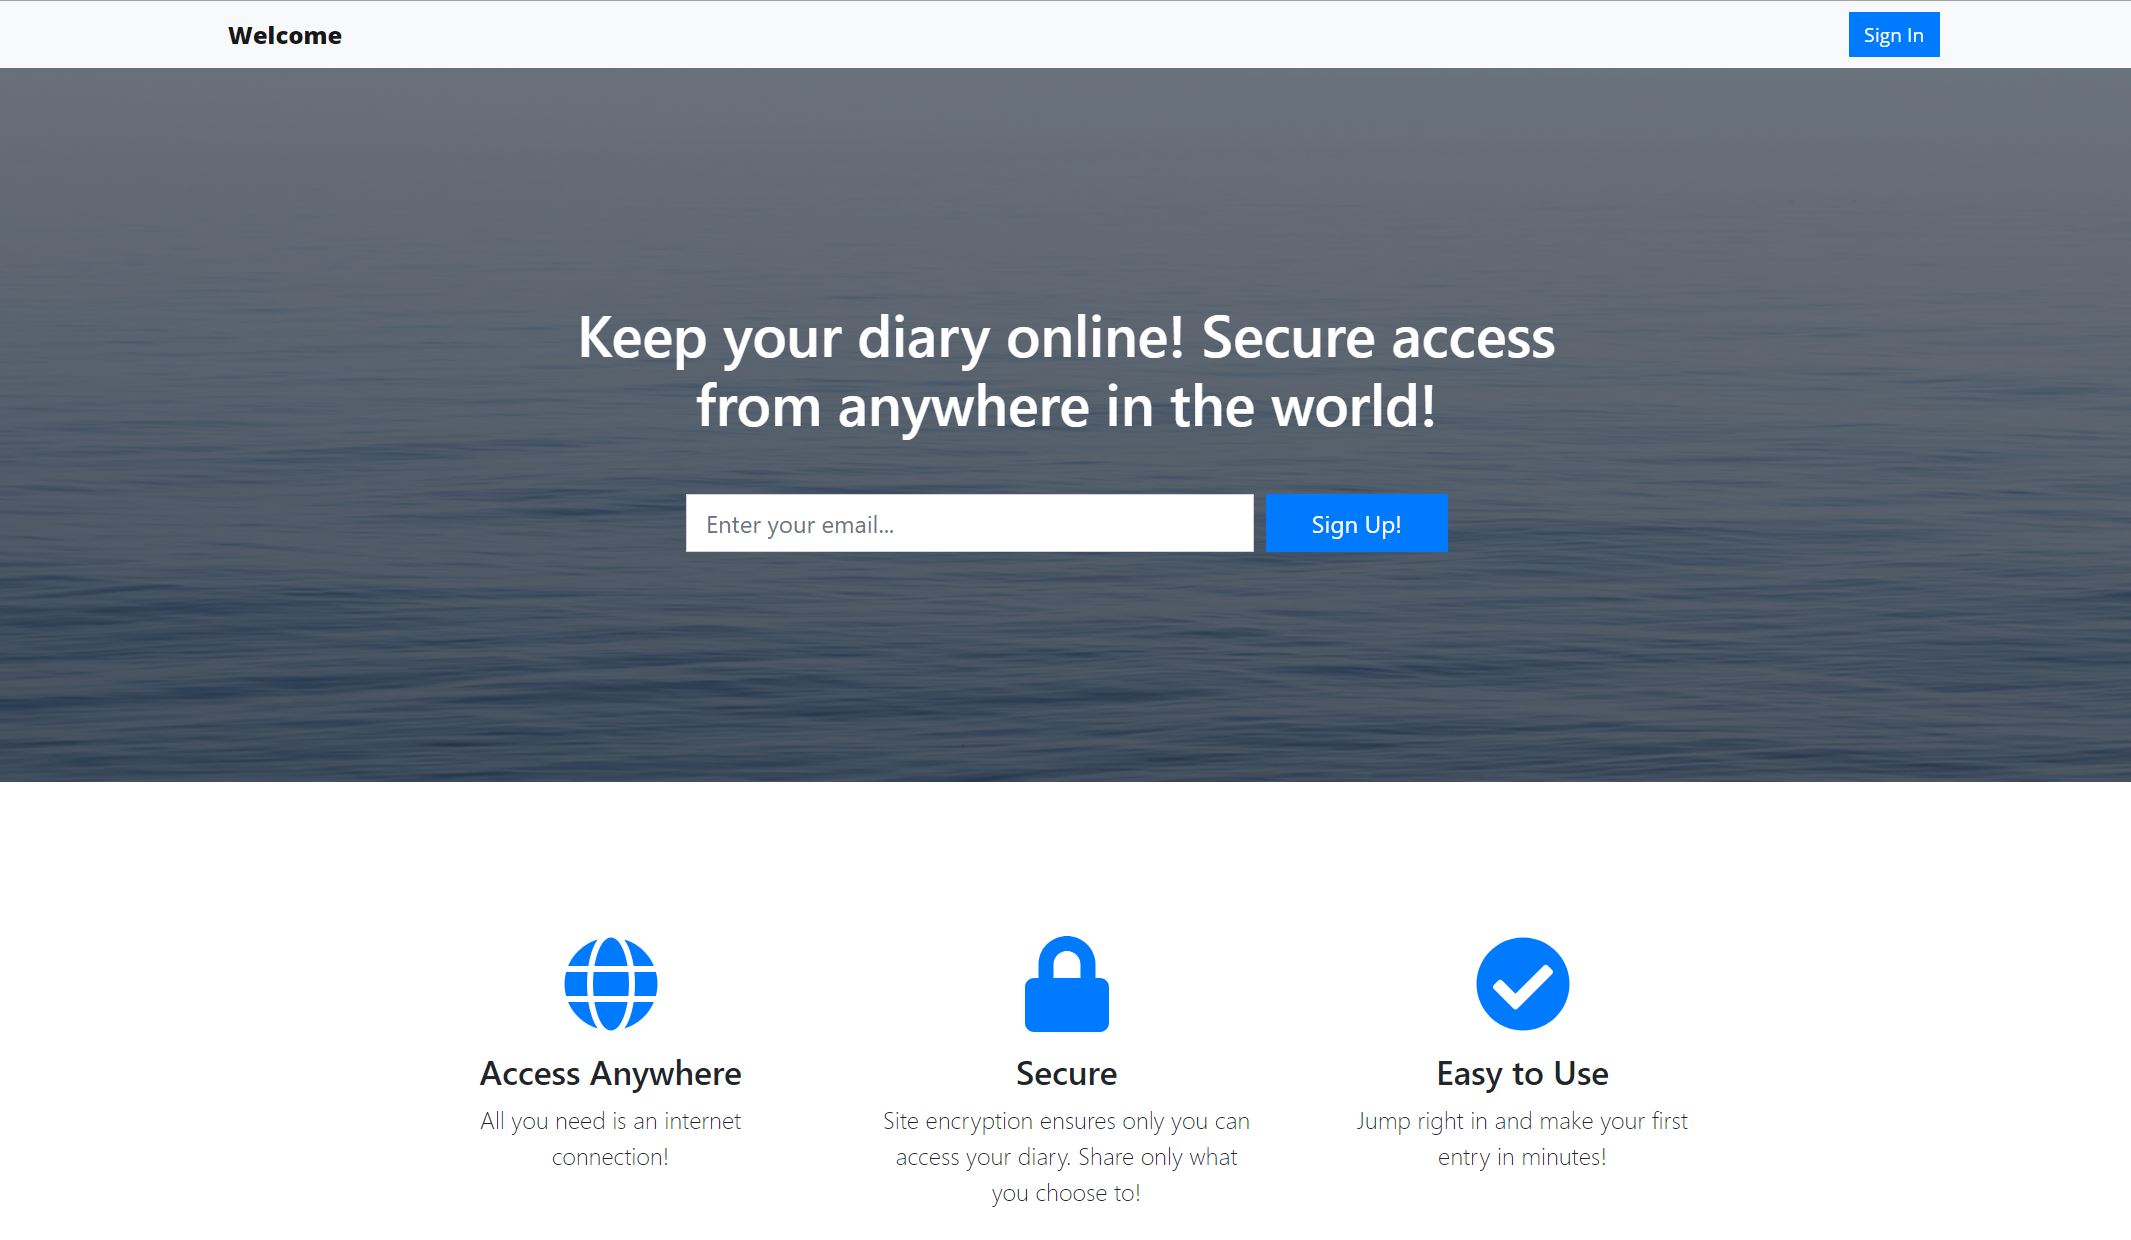 Welcome
Sign In
Keep your diary online! Secure access
from anywhere in the world!
Enter your email...
Sign Up!
Access Anywhere
All you need is an internet
connection!
Secure
Site encryption ensures only you can
access your diary. Share only what
you choose to!
Easy to Use
Jump right in and make your first
entry in minutes!